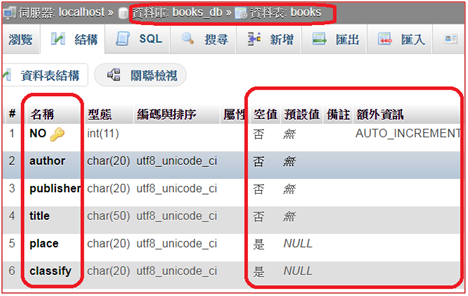 伺服器: localhost » 資料庫: books_db » 資料表: books
瀏覽 結構 SQL 搜尋 新增 匯出 匯入
資料表結構 關聯檢視
# 名稱 型態 編碼與排序 屬性 空值 預設值 備註 額外資訊
1 NO int(11) 否 無 AUTO_INCREMENT
2 author char(20) utf8_unicode_ci 否 無
3 publisher char(20) utf8_unicode_ci 否 無
4 title char(50) utf8_unicode_ci 否 無
5 place char(20) utf8_unicode_ci 是 NULL
6 classify char(20) utf8_unicode_ci 是 NULL